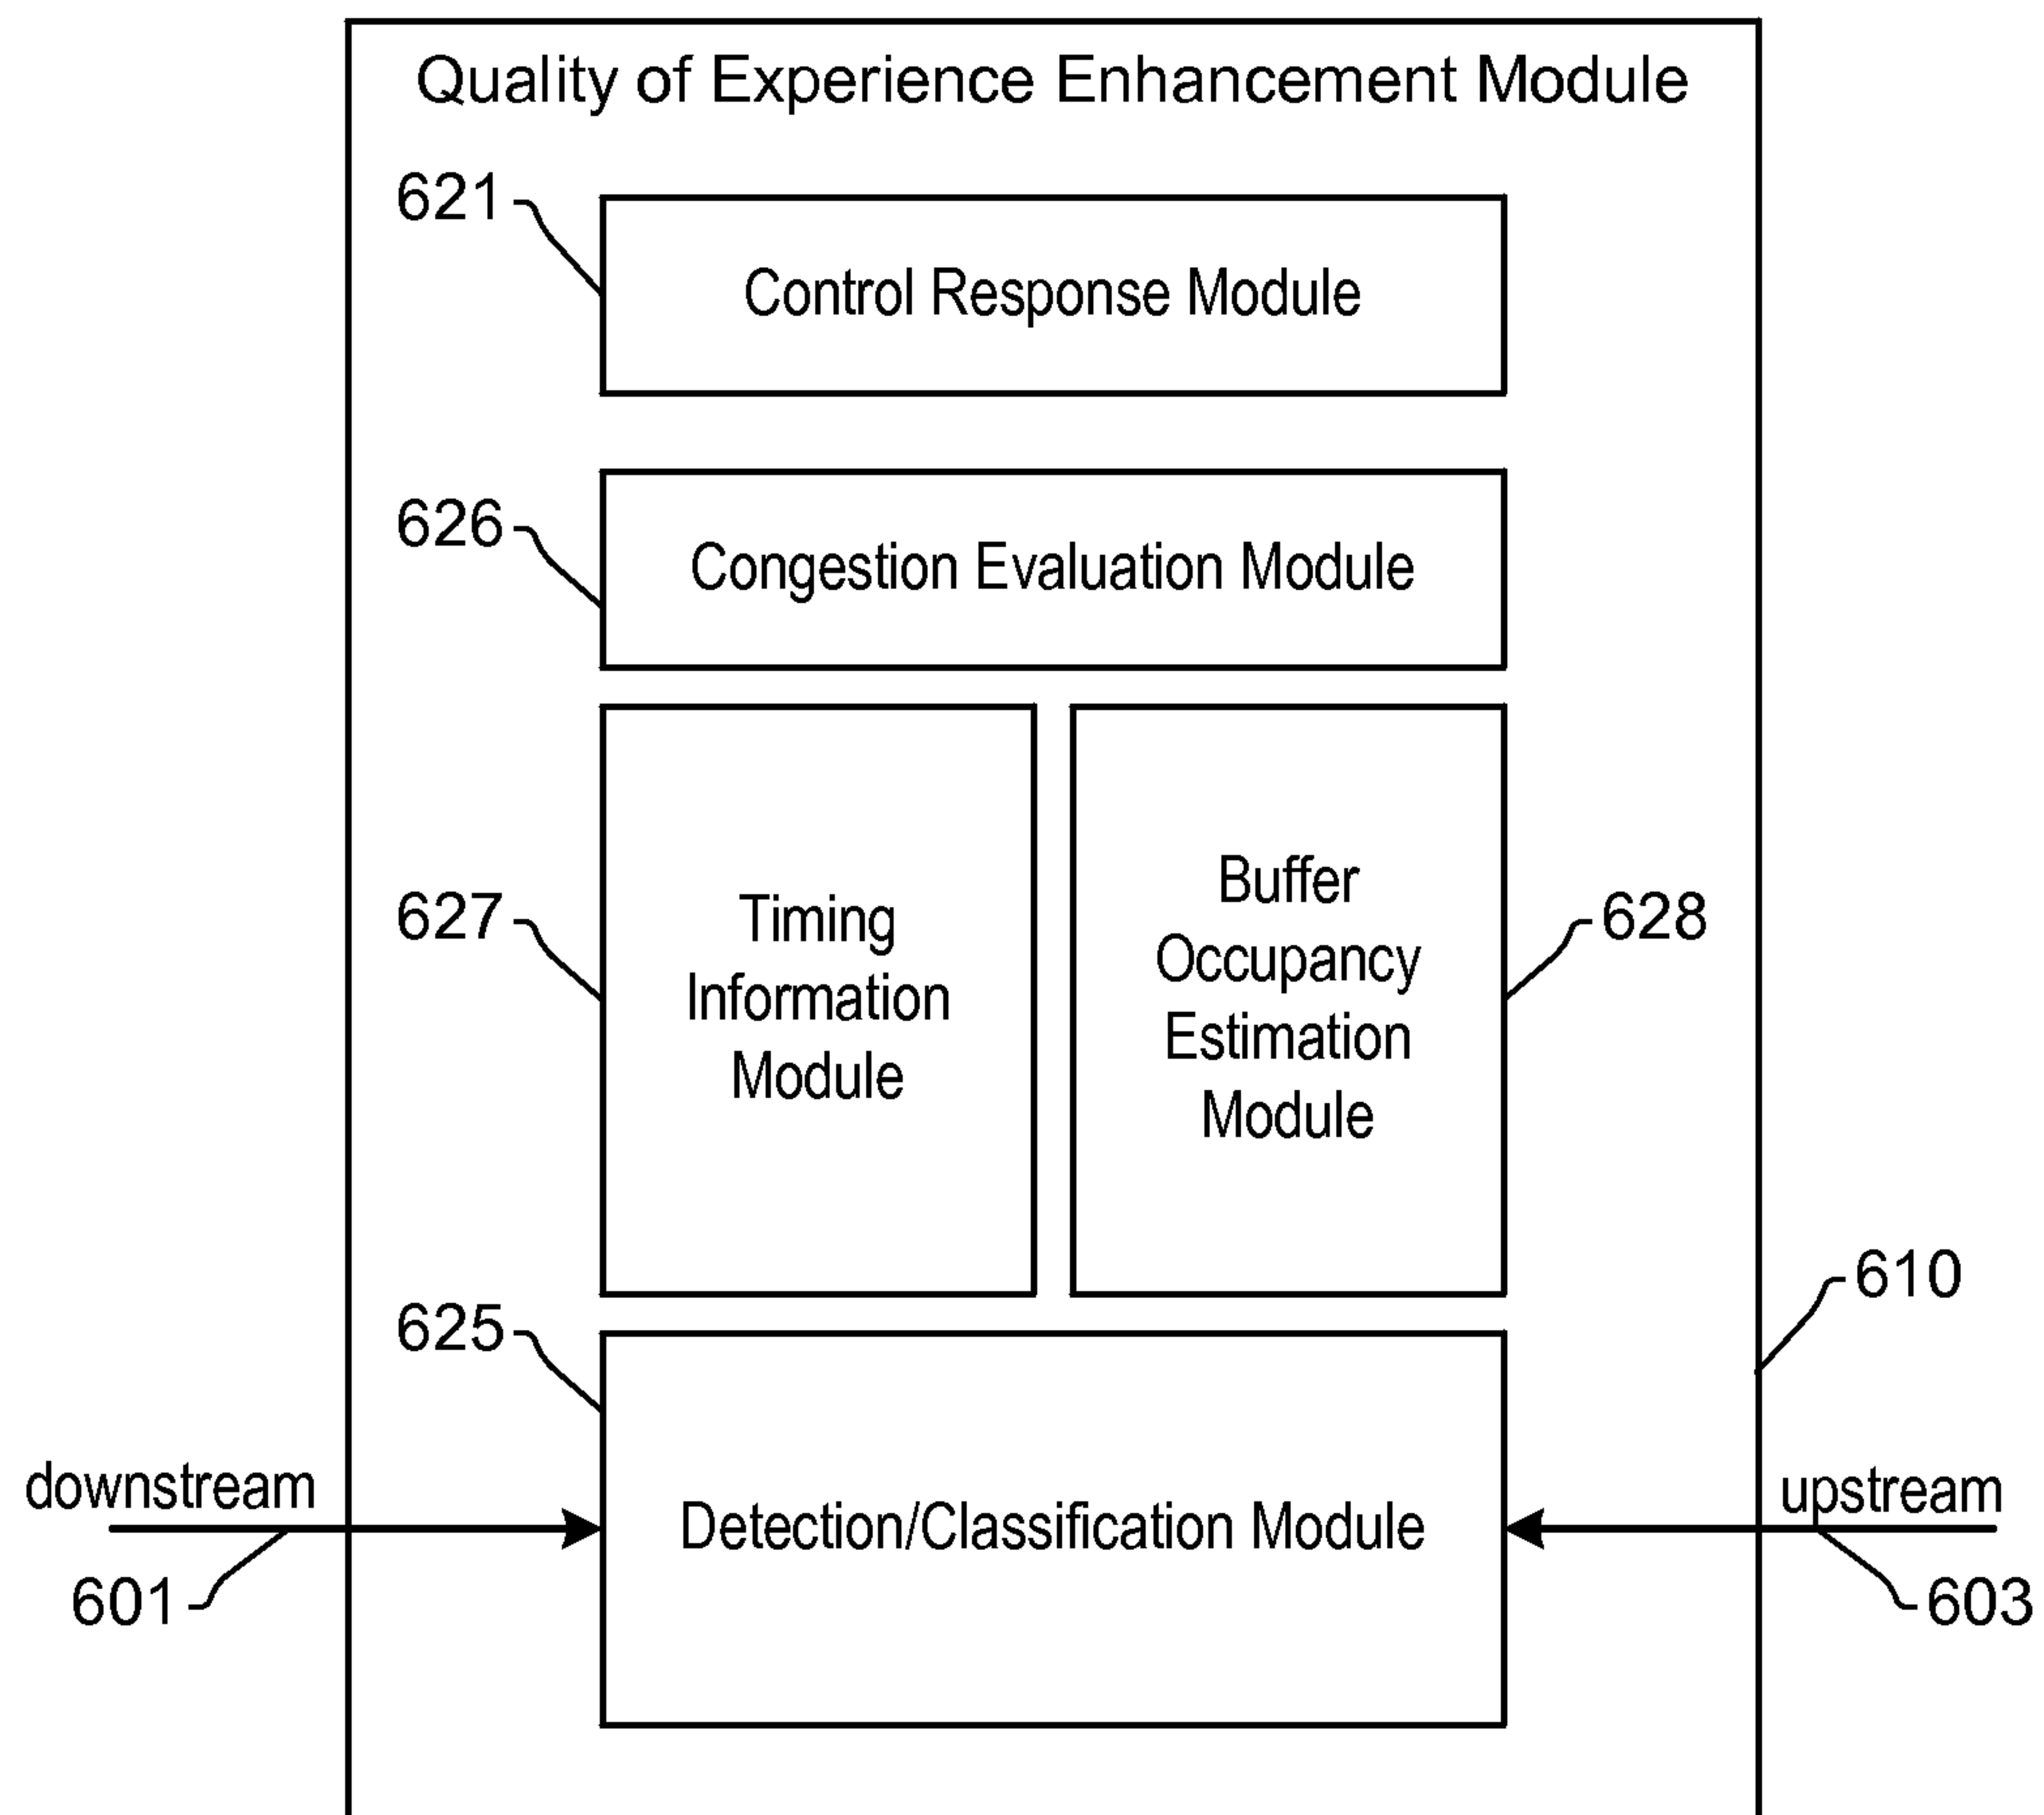 Quality of Experience Enhancement Module
621
Control Response Module
626
Congestion Evaluation Module
627
Timing
Information
Module
Buffer
Occupancy
Estimation
Module
628
610
625
downstream
Detection/Classification Module
upstream
601
603